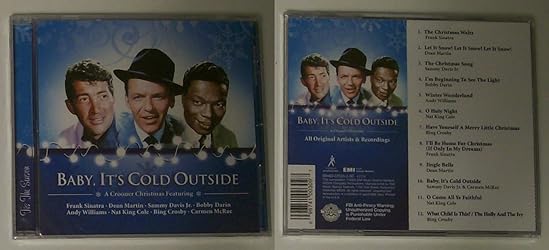 Tis The Season
BABY, IT'S COLD OUTSIDE
A Crooner Christmas Featuring
Frank Sinatra · Dean Martin · Sammy Davis Jr. · Bobby Darin
Andy Williams · Nat King Cole · Bing Crosby · Carmen McRae
BABY, IT'S COLD OUTSIDE
All Original Artists & Recordings
EMI
FBI Anti-Piracy Warning:
Unauthorized Copying
is Punishable Under
Federal Law
1. The Christmas Waltz
Frank Sinatra
2. Let It Snow! Let It Snow! Let It Snow!
Dean Martin
3. The Christmas Song
Sammy Davis Jr.
4. I'm Beginning To See The Light
Bobby Darin
5. Winter Wonderland
Andy Williams
6. O Holy Night
Nat King Cole
7. Have Yourself A Merry Little Christmas
Bing Crosby
8. I'll Be Home For Christmas
(If Only In My Dreams)
Frank Sinatra
9. Jingle Bells
Dean Martin
10. Baby, It's Cold Outside
Sammy Davis Jr. & Carmen McRae
11. O Come All Ye Faithful
Nat King Cole
12. What Child Is This? / The Holly And The Ivy
Bing Crosby